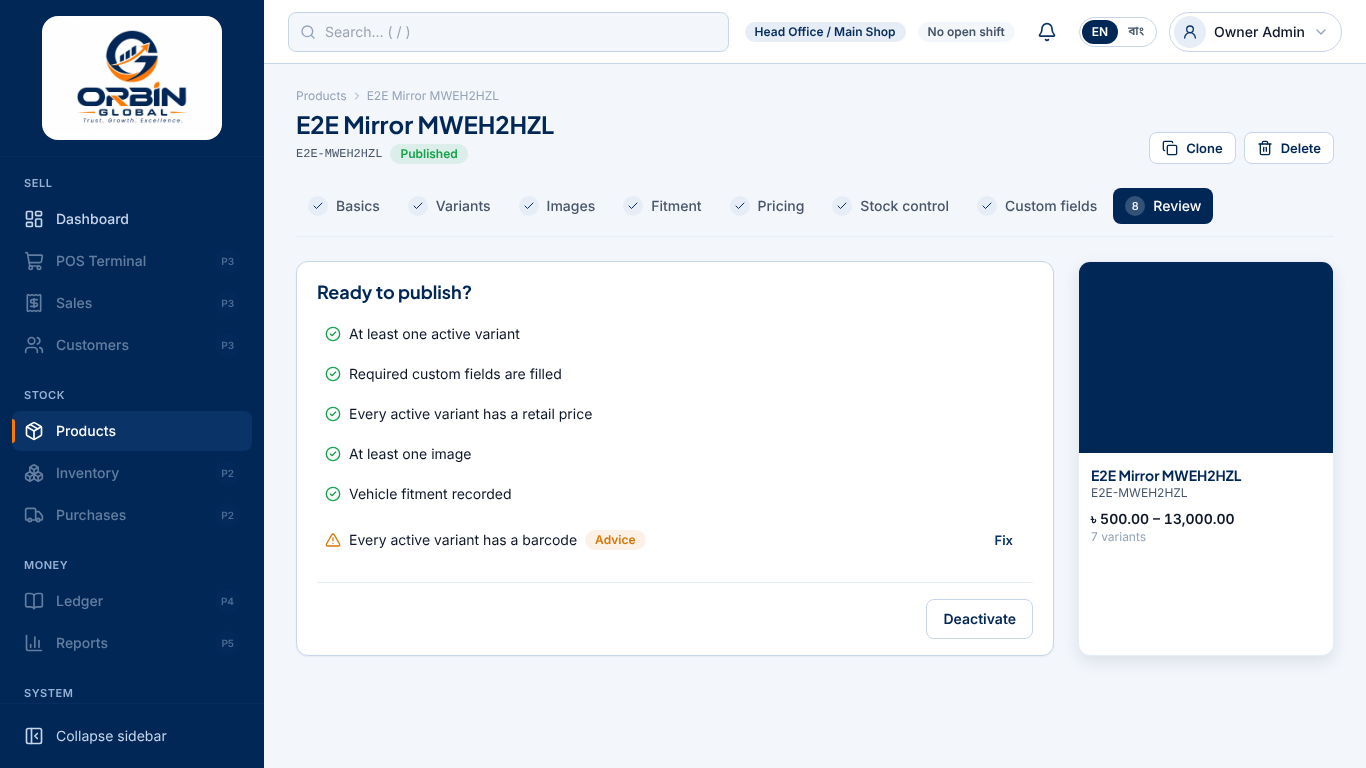 ORBIN
GLOBAL
Trust. Growth. Excellence.
SELL
Dashboard
POS Terminal P3
Sales P3
Customers P3
STOCK
Products
Inventory P2
Purchases P2
MONEY
Ledger P4
Reports P5
SYSTEM
Collapse sidebar
Search... ( / )
Head Office / Main Shop
No open shift
EN বাং
Owner Admin
Products > E2E Mirror MWEH2HZL
E2E Mirror MWEH2HZL
E2E-MWEH2HZL Published
Clone Delete
Basics Variants Images Fitment Pricing Stock control Custom fields 8 Review
Ready to publish?
At least one active variant
Required custom fields are filled
Every active variant has a retail price
At least one image
Vehicle fitment recorded
Every active variant has a barcode Advice Fix
Deactivate
E2E Mirror MWEH2HZL
E2E-MWEH2HZL
৳ 500.00 – 13,000.00
7 variants